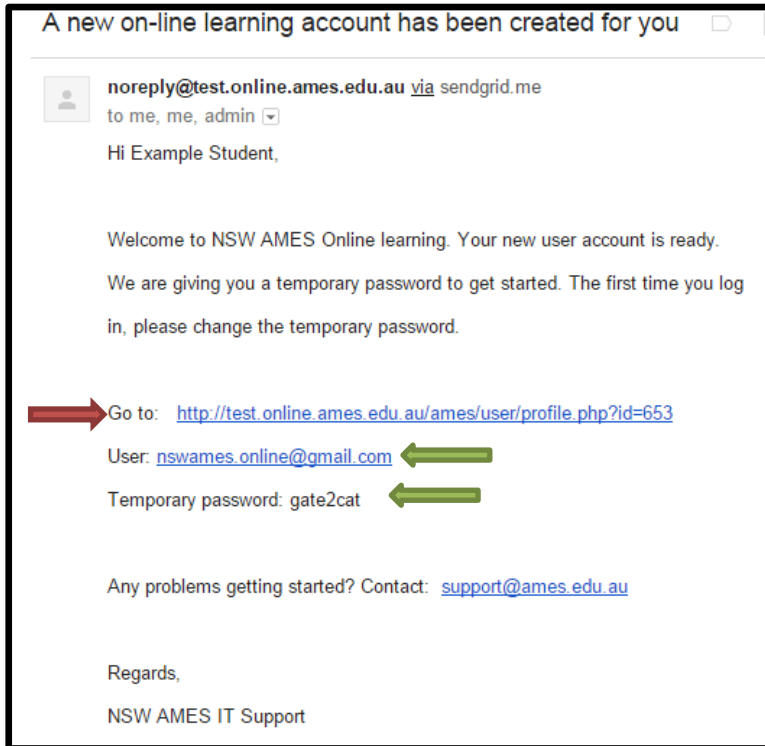 A new on-line learning account has been created for you
noreply@test.online.ames.edu.au via sendgrid.me
to me, me, admin
Hi Example Student,
Welcome to NSW AMES Online learning. Your new user account is ready.
We are giving you a temporary password to get started. The first time you log
in, please change the temporary password.
Go to: http://test.online.ames.edu.au/ames/user/profile.php?id=653
User: nswames.online@gmail.com
Temporary password: gate2cat
Any problems getting started? Contact: support@ames.edu.au
Regards,
NSW AMES IT Support